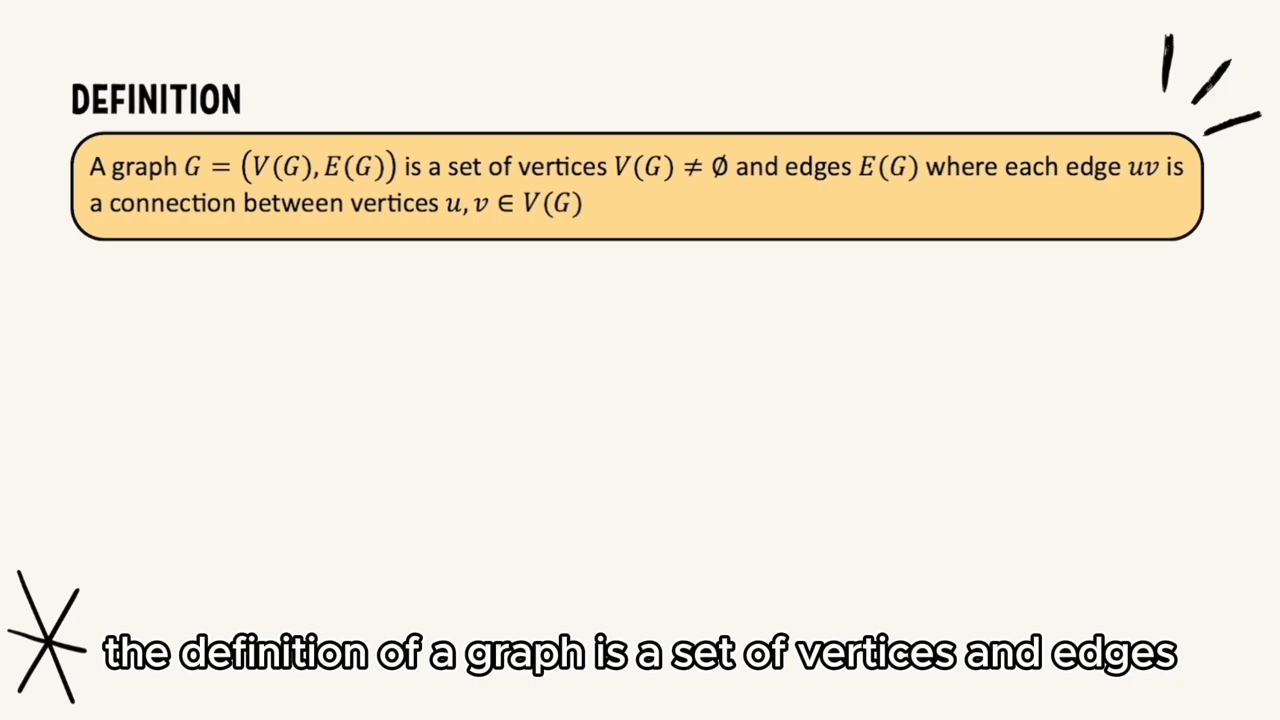 DEFINITION
A graph 𝐺 = (𝑉(𝐺), 𝐸(𝐺)) is a set of vertices 𝑉(𝐺) ≠ ∅ and edges 𝐸(𝐺) where each edge 𝑢𝑣 is
a connection between vertices 𝑢, 𝑣 ∈ 𝑉(𝐺)
the definition of a graph is a set of vertices and edges